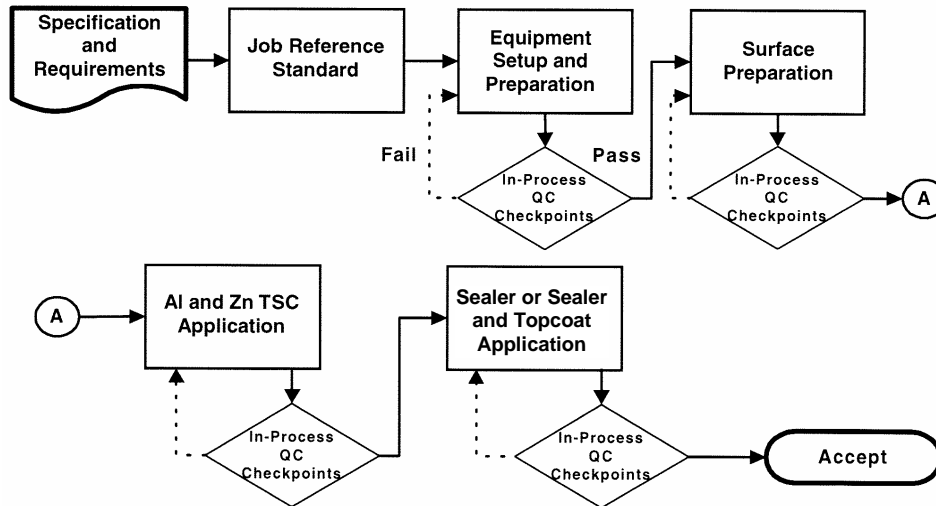 Specification
and
Requirements
Job Reference
Standard
Equipment
Setup and
Preparation
Surface
Preparation
Fail
Pass
In-Process
QC
Checkpoints
In-Process
QC
Checkpoints
A
A
Al and Zn TSC
Application
Sealer or Sealer
and Topcoat
Application
In-Process
QC
Checkpoints
In-Process
QC
Checkpoints
Accept